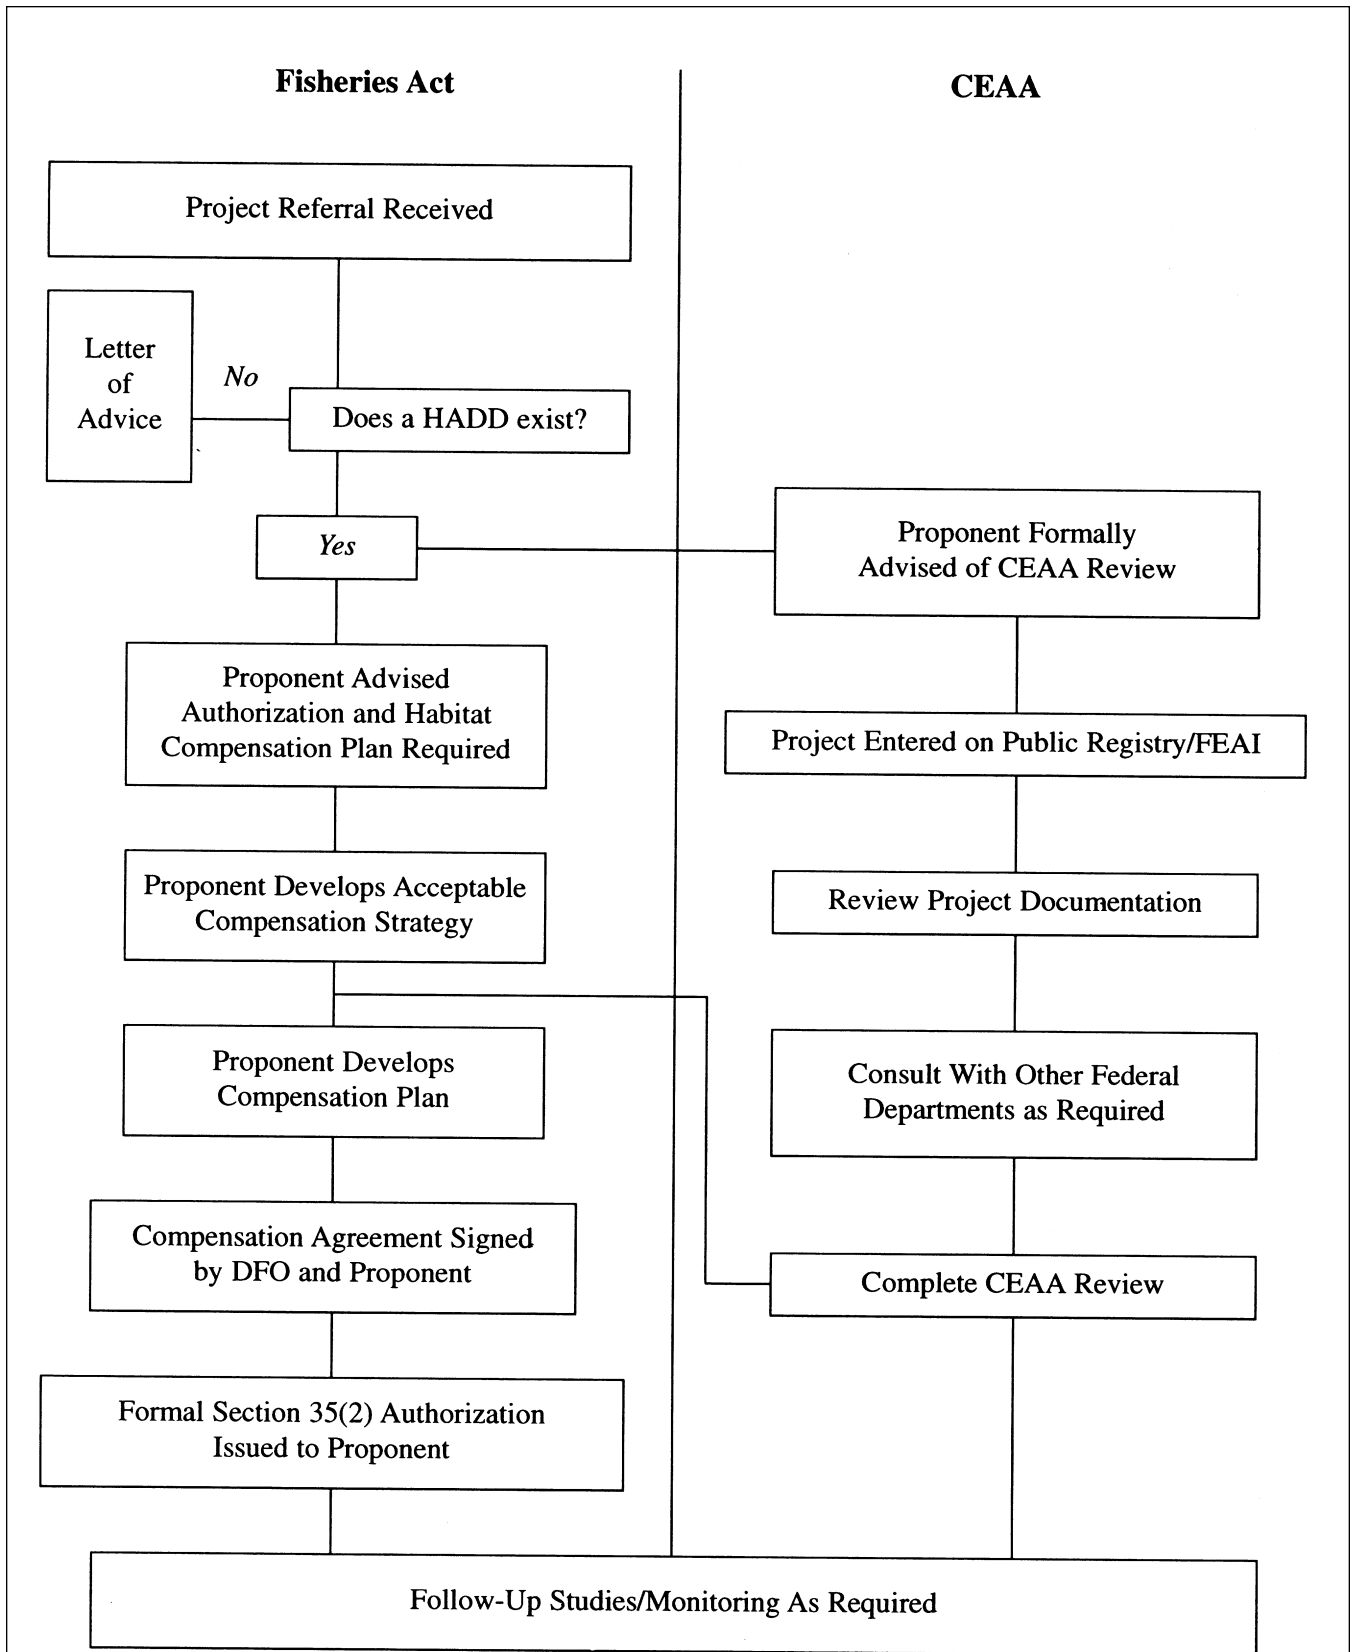 Fisheries Act
CEAA
Project Referral Received
Letter
of
Advice
No
Does a HADD exist?
Yes
Proponent Formally
Advised of CEAA Review
Proponent Advised
Authorization and Habitat
Compensation Plan Required
Project Entered on Public Registry/FEAI
Proponent Develops Acceptable
Compensation Strategy
Review Project Documentation
Proponent Develops
Compensation Plan
Consult With Other Federal
Departments as Required
Compensation Agreement Signed
by DFO and Proponent
Complete CEAA Review
Formal Section 35(2) Authorization
Issued to Proponent
Follow-Up Studies/Monitoring As Required